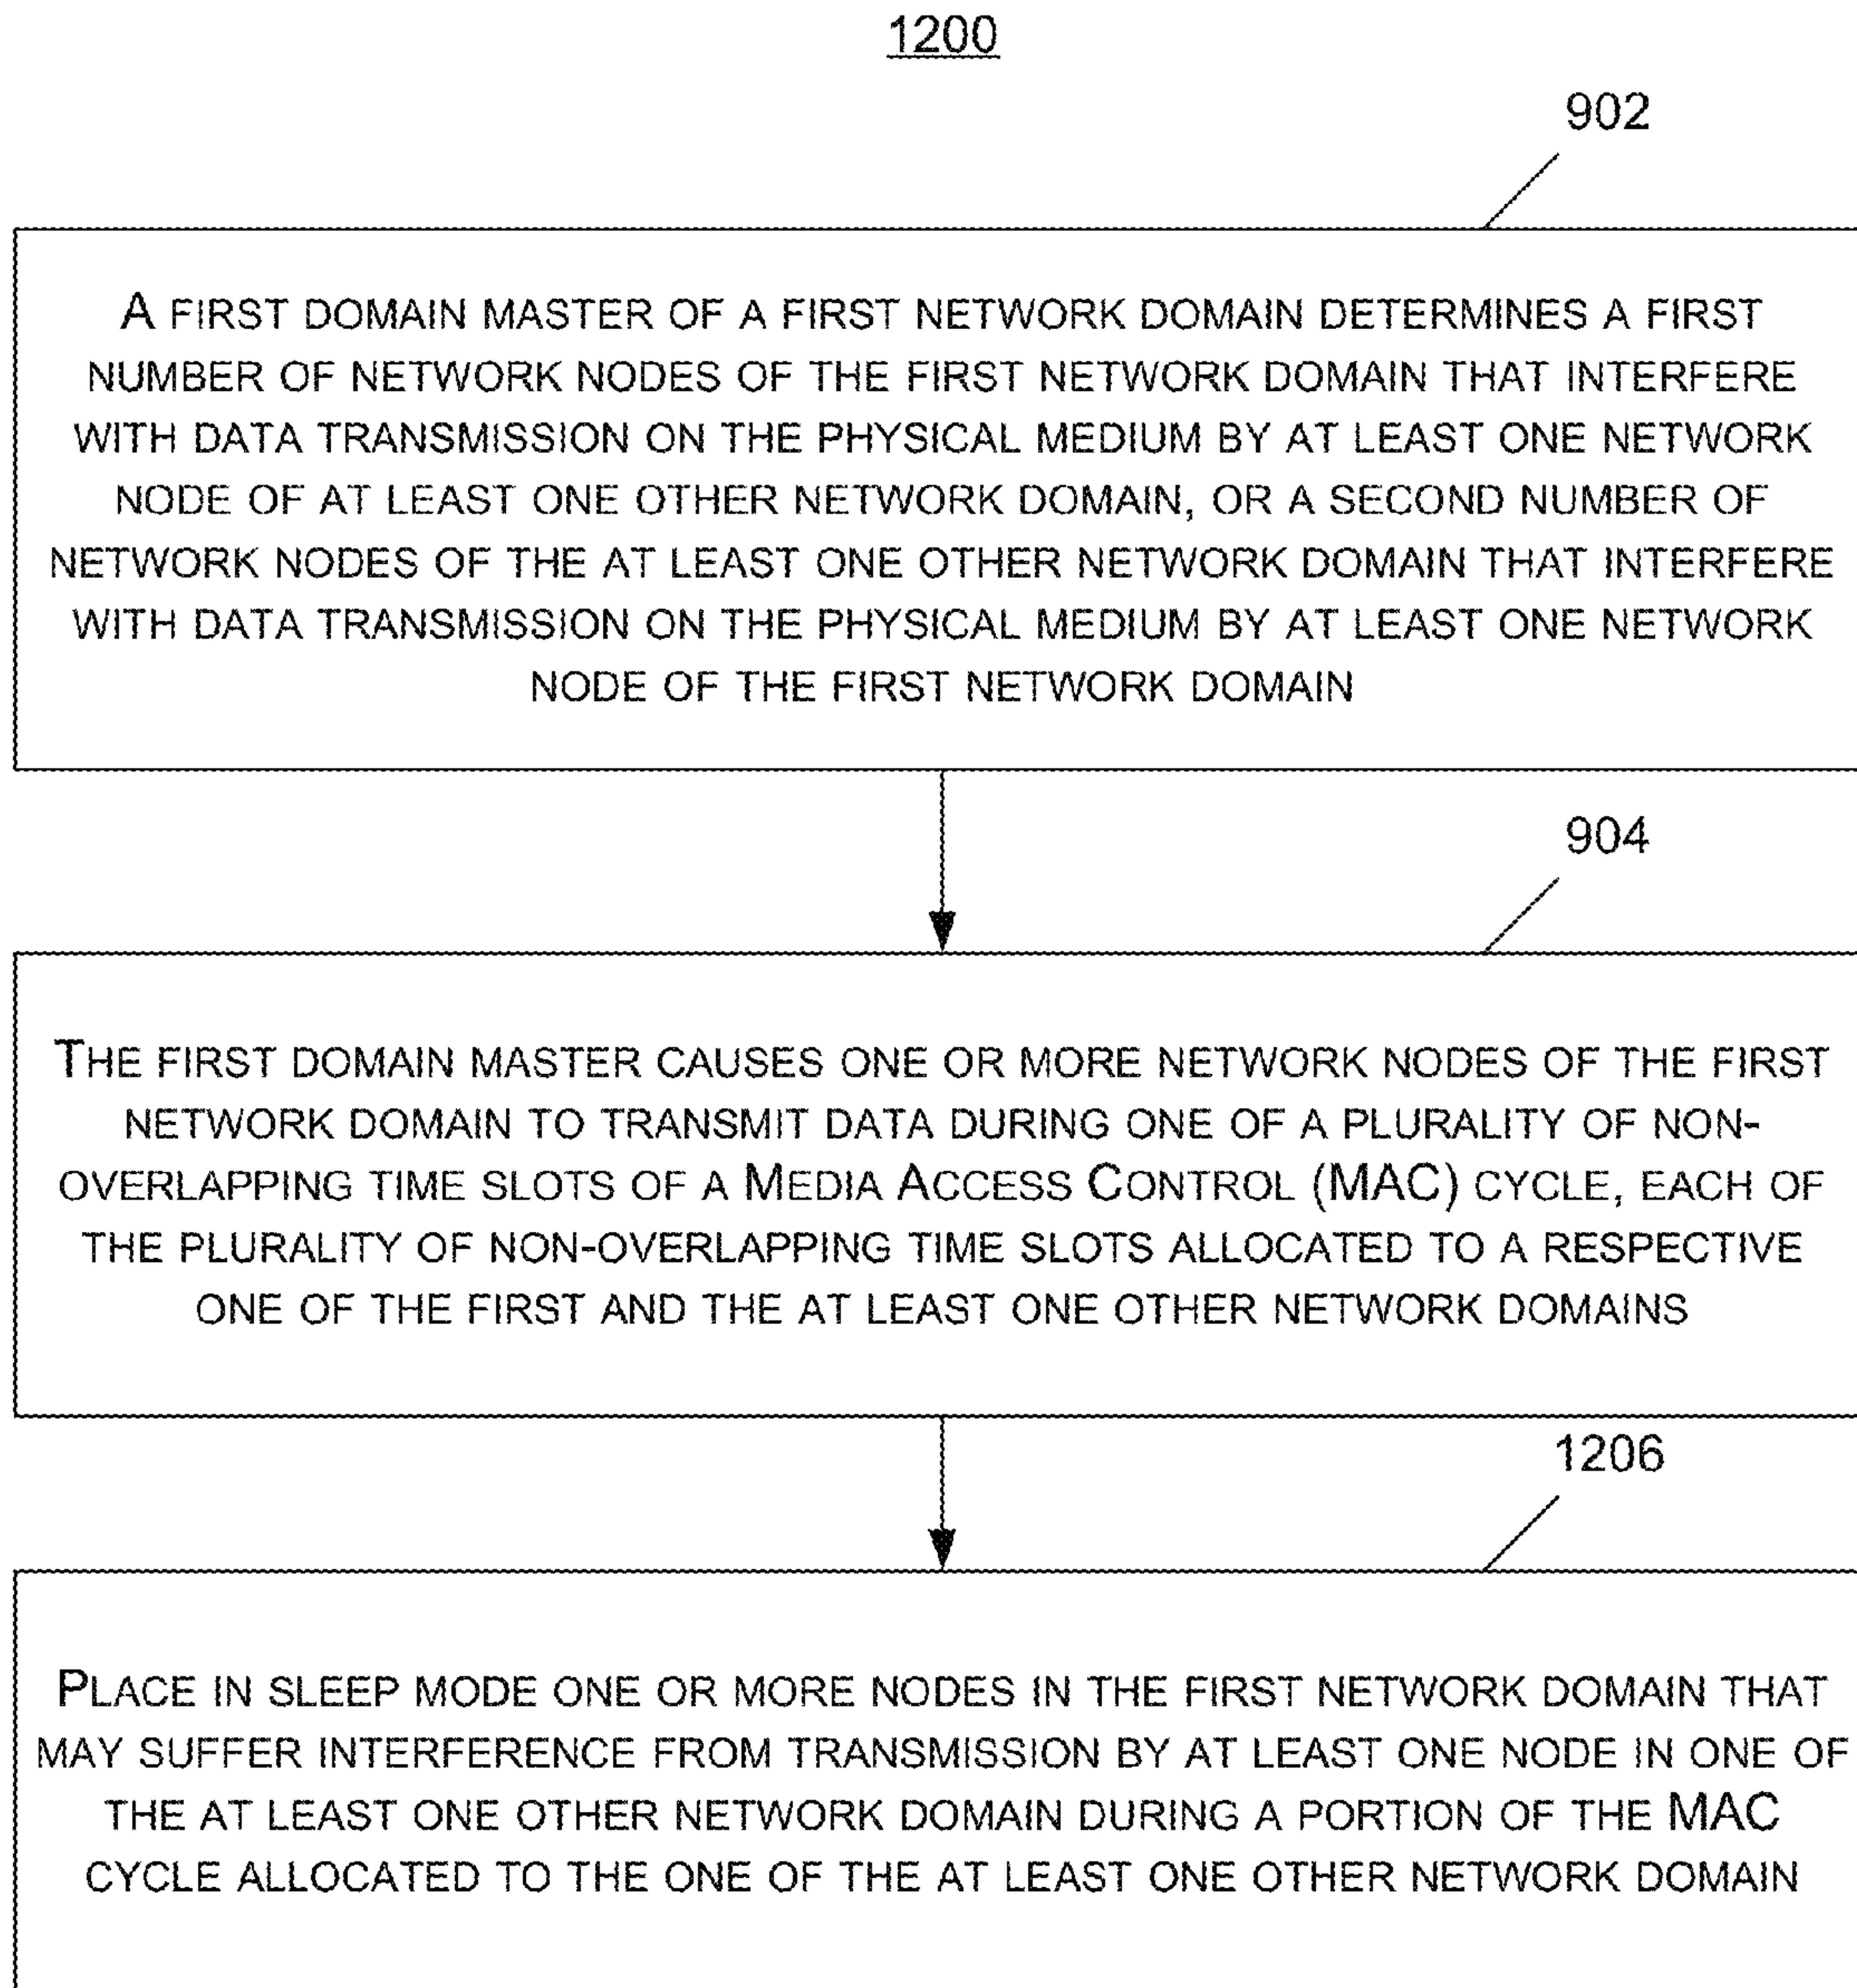 1200
902
A FIRST DOMAIN MASTER OF A FIRST NETWORK DOMAIN DETERMINES A FIRST
NUMBER OF NETWORK NODES OF THE FIRST NETWORK DOMAIN THAT INTERFERE
WITH DATA TRANSMISSION ON THE PHYSICAL MEDIUM BY AT LEAST ONE NETWORK
NODE OF AT LEAST ONE OTHER NETWORK DOMAIN, OR A SECOND NUMBER OF
NETWORK NODES OF THE AT LEAST ONE OTHER NETWORK DOMAIN THAT INTERFERE
WITH DATA TRANSMISSION ON THE PHYSICAL MEDIUM BY AT LEAST ONE NETWORK
NODE OF THE FIRST NETWORK DOMAIN
904
THE FIRST DOMAIN MASTER CAUSES ONE OR MORE NETWORK NODES OF THE FIRST
NETWORK DOMAIN TO TRANSMIT DATA DURING ONE OF A PLURALITY OF NON-
OVERLAPPING TIME SLOTS OF A MEDIA ACCESS CONTROL (MAC) CYCLE, EACH OF
THE PLURALITY OF NON-OVERLAPPING TIME SLOTS ALLOCATED TO A RESPECTIVE
ONE OF THE FIRST AND THE AT LEAST ONE OTHER NETWORK DOMAINS
1206
PLACE IN SLEEP MODE ONE OR MORE NODES IN THE FIRST NETWORK DOMAIN THAT
MAY SUFFER INTERFERENCE FROM TRANSMISSION BY AT LEAST ONE NODE IN ONE OF
THE AT LEAST ONE OTHER NETWORK DOMAIN DURING A PORTION OF THE MAC
CYCLE ALLOCATED TO THE ONE OF THE AT LEAST ONE OTHER NETWORK DOMAIN